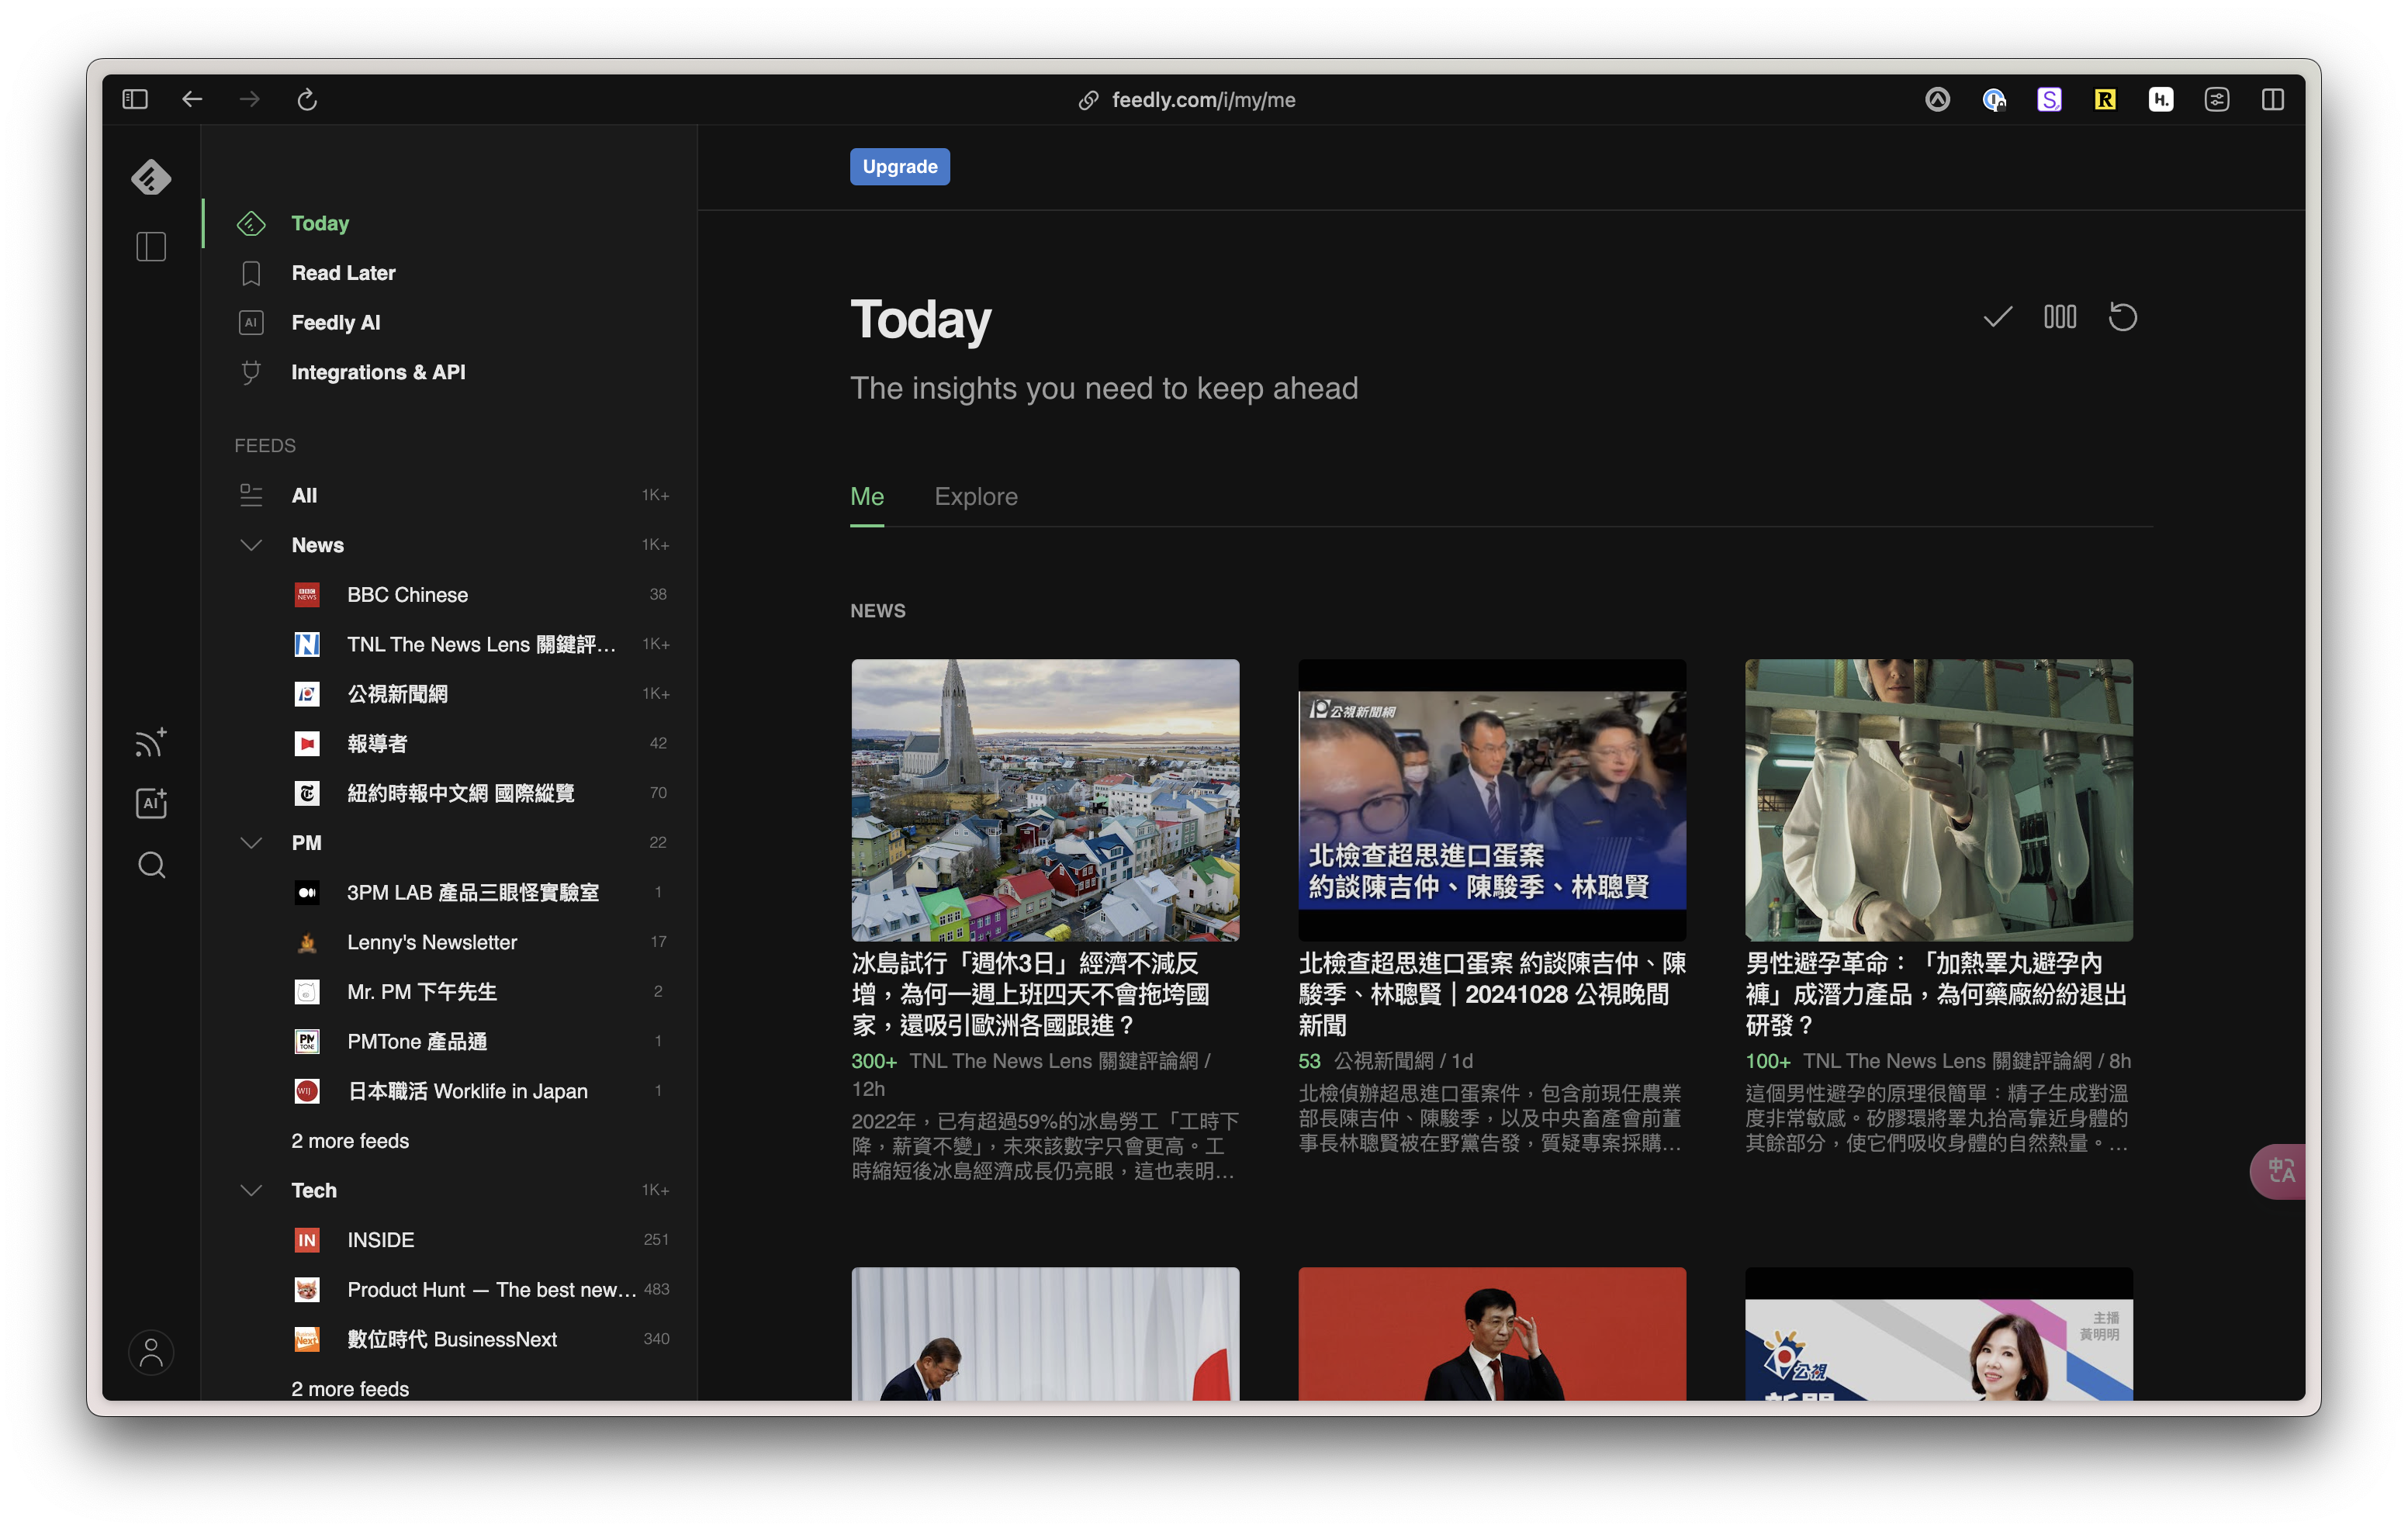 feedly.com/i/my/me
S
R
H.
Upgrade
Today
Read Later
AI
Feedly AI
Integrations & API
FEEDS
All 1K+
News 1K+
BBC NEWS
BBC Chinese 38
TNL The News Lens 關鍵評… 1K+
公視新聞網 1K+
報導者 42
紐約時報中文網 國際縱覽 70
PM 22
3PM LAB 產品三眼怪實驗室 1
Lenny's Newsletter 17
Mr. PM 下午先生 2
PM TONE
PMTone 產品通 1
WIJ
日本職活 Worklife in Japan 1
2 more feeds
Tech 1K+
IN
INSIDE 251
Product Hunt — The best new… 483
Next
數位時代 BusinessNext 340
2 more feeds
AI
Today
The insights you need to keep ahead
Me
Explore
NEWS
冰島試行「週休3日」經濟不減反
增，為何一週上班四天不會拖垮國
家，還吸引歐洲各國跟進？
300+ TNL The News Lens 關鍵評論網 /
12h
2022年，已有超過59%的冰島勞工「工時下
降，薪資不變」，未來該數字只會更高。工
時縮短後冰島經濟成長仍亮眼，這也表明…
公視新聞網
北檢查超思進口蛋案
約談陳吉仲、陳駿季、林聰賢
北檢查超思進口蛋案 約談陳吉仲、陳
駿季、林聰賢｜20241028 公視晚間
新聞
53 公視新聞網 / 1d
北檢偵辦超思進口蛋案件，包含前現任農業
部長陳吉仲、陳駿季，以及中央畜產會前董
事長林聰賢被在野黨告發，質疑專案採購…
男性避孕革命：「加熱睪丸避孕內
褲」成潛力產品，為何藥廠紛紛退出
研發？
100+ TNL The News Lens 關鍵評論網 / 8h
這個男性避孕的原理很簡單：精子生成對溫
度非常敏感。矽膠環將睪丸抬高靠近身體的
其餘部分，使它們吸收身體的自然熱量。…
中A
主播
黃明明
公視